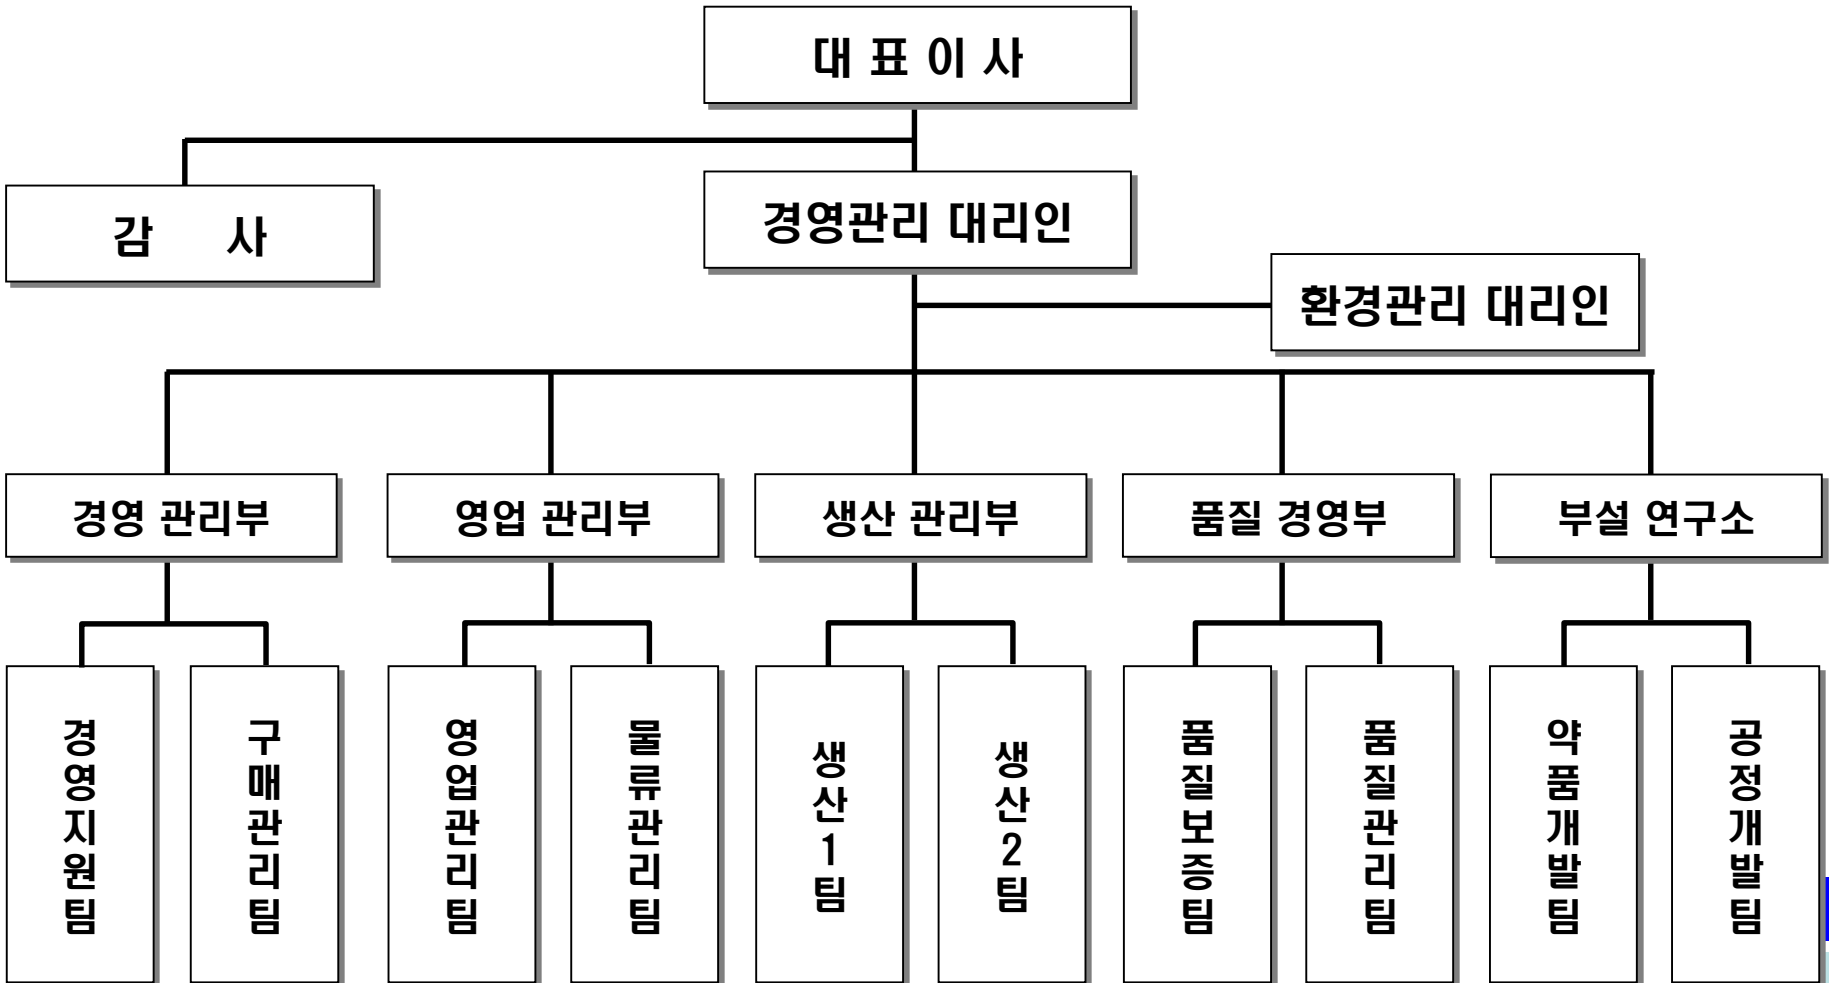 대 표 이 사
감 사
경영관리 대리인
환경관리 대리인
경영 관리부
영업 관리부
생산 관리부
품질 경영부
부설 연구소
경영지원팀
구매관리팀
영업관리팀
물류관리팀
생산1팀
생산2팀
품질보증팀
품질관리팀
약품개발팀
공정개발팀